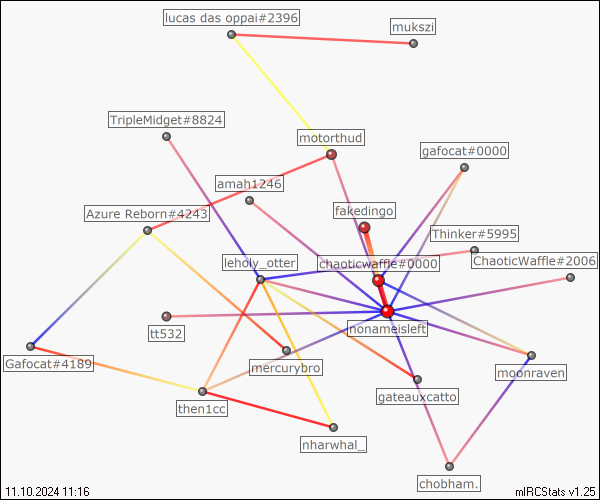 lucas das oppai#2396
mukszi
TripleMidget#8824
motorthud
gafocat#0000
amah1246
Azure Reborn#4243
fakedingo
Thinker#5995
leholy_otter
chaoticwaffle#0000
ChaoticWaffle#2006
tt532
nonameisleft
Gafocat#4189
mercurybro
moonraven
then1cc
gateauxcatto
nharwhal_
chobham.
11.10.2024 11:16
mIRCStats v1.25